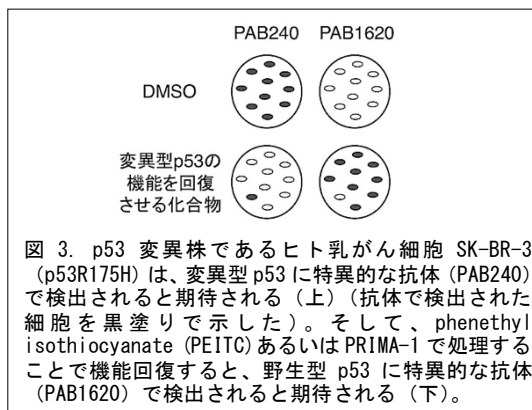 PAB240 PAB1620
DMSO
変異型p53の
機能を回復
させる化合物
図 3. p53 変異株であるヒト乳がん細胞 SK-BR-3
(p53R175H) は、変異型 p53 に特異的な抗体 (PAB240)
で検出されると期待される (上) (抗体で検出された
細胞を黒塗りで示した)。そして、phenethyl
isothiocyanate (PEITC) あるいは PRIMA-1 で処理する
ことで機能回復すると、野生型 p53 に特異的な抗体
(PAB1620) で検出されると期待される (下)。